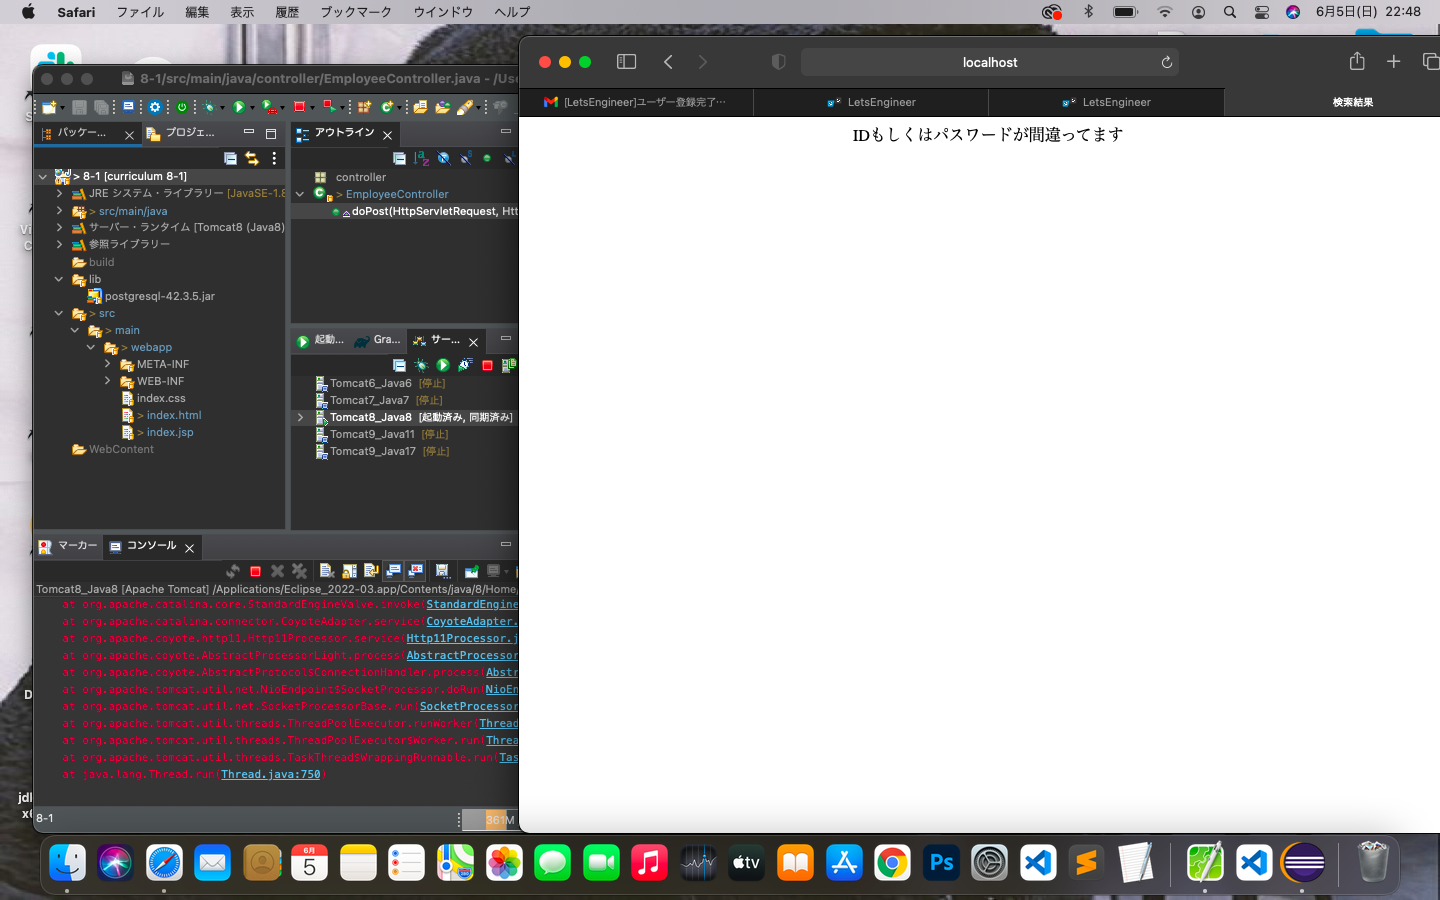 Safari ファイル 編集 表示 履歴 ブックマーク ウインドウ ヘルプ
6月5日(日) 22:48
8-1/src/main/java/controller/EmployeeController.java - /Use
パッケー...
プロジェ...
> 8-1 [curriculum 8-1]
JRE システム・ライブラリー [JavaSE-1.8
> src/main/java
サーバー・ランタイム [Tomcat8 (Java8)]
参照ライブラリー
build
lib
postgresql-42.3.5.jar
> src
> main
> webapp
META-INF
WEB-INF
index.css
> index.html
> index.jsp
WebContent
アウトライン
controller
> EmployeeController
doPost(HttpServletRequest, Htt
起動...
Gra...
サー...
Tomcat6_Java6 [停止]
Tomcat7_Java7 [停止]
Tomcat8_Java8 [起動済み, 同期済み]
Tomcat9_Java11 [停止]
Tomcat9_Java17 [停止]
マーカー
コンソール
Tomcat8_Java8 [Apache Tomcat] /Applications/Eclipse_2022-03.app/Contents/java/8/Home/
at org.apache.catalina.core.StandardEngineValve.invoke(StandardEngine
at org.apache.catalina.connector.CoyoteAdapter.service(CoyoteAdapter.
at org.apache.coyote.http11.Http11Processor.service(Http11Processor.j
at org.apache.coyote.AbstractProcessorLight.process(AbstractProcessor
at org.apache.coyote.AbstractProtocol$ConnectionHandler.process(Abstr
at org.apache.tomcat.util.net.NioEndpoint$SocketProcessor.doRun(NioEn
at org.apache.tomcat.util.net.SocketProcessorBase.run(SocketProcessor
at org.apache.tomcat.util.threads.ThreadPoolExecutor.runWorker(Thread
at org.apache.tomcat.util.threads.ThreadPoolExecutor$Worker.run(Threa
at org.apache.tomcat.util.threads.TaskThread$WrappingRunnable.run(Tas
at java.lang.Thread.run(Thread.java:750)
8-1
361M
localhost
[LetsEngineer]ユーザー登録完了...
LetsEngineer
LetsEngineer
検索結果
IDもしくはパスワードが間違ってます
6月
5
tv
Ps